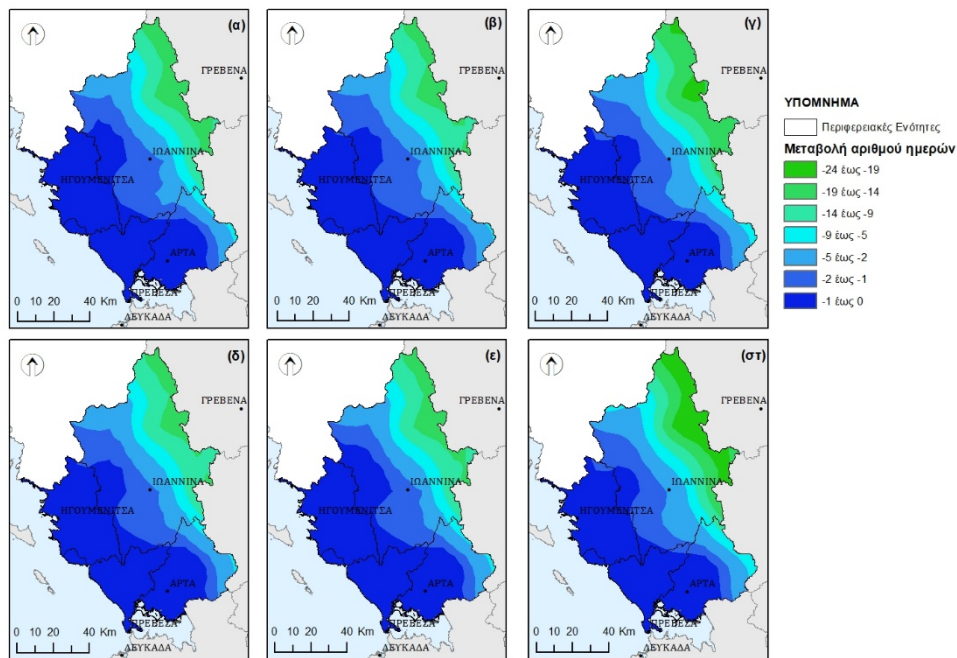 (α)
ΓΡΕΒΕΝΑ
ΙΩΑΝΝΙΝΑ
ΗΓΟΥΜΕΝΙΤΣΑ
ΑΡΤΑ
ΠΡΕΒΕΖΑ
ΛΕΥΚΑΔΑ
0 10 20 40 Km
(β)
ΓΡΕΒΕΝΑ
ΙΩΑΝΝΙΝΑ
ΗΓΟΥΜΕΝΙΤΣΑ
ΑΡΤΑ
ΠΡΕΒΕΖΑ
ΛΕΥΚΑΔΑ
0 10 20 40 Km
(γ)
ΓΡΕΒΕΝΑ
ΙΩΑΝΝΙΝΑ
ΗΓΟΥΜΕΝΙΤΣΑ
ΑΡΤΑ
ΠΡΕΒΕΖΑ
ΛΕΥΚΑΔΑ
0 10 20 40 Km
ΥΠΟΜΝΗΜΑ
Περιφερειακές Ενότητες
Μεταβολή αριθμού ημερών
-24 έως -19
-19 έως -14
-14 έως -9
-9 έως -5
-5 έως -2
-2 έως -1
-1 έως 0
(δ)
ΓΡΕΒΕΝΑ
ΙΩΑΝΝΙΝΑ
ΗΓΟΥΜΕΝΙΤΣΑ
ΑΡΤΑ
ΠΡΕΒΕΖΑ
ΛΕΥΚΑΔΑ
0 10 20 40 Km
(ε)
ΓΡΕΒΕΝΑ
ΙΩΑΝΝΙΝΑ
ΗΓΟΥΜΕΝΙΤΣΑ
ΑΡΤΑ
ΠΡΕΒΕΖΑ
ΛΕΥΚΑΔΑ
0 10 20 40 Km
(στ)
ΓΡΕΒΕΝΑ
ΙΩΑΝΝΙΝΑ
ΗΓΟΥΜΕΝΙΤΣΑ
ΑΡΤΑ
ΠΡΕΒΕΖΑ
ΛΕΥΚΑΔΑ
0 10 20 40 Km